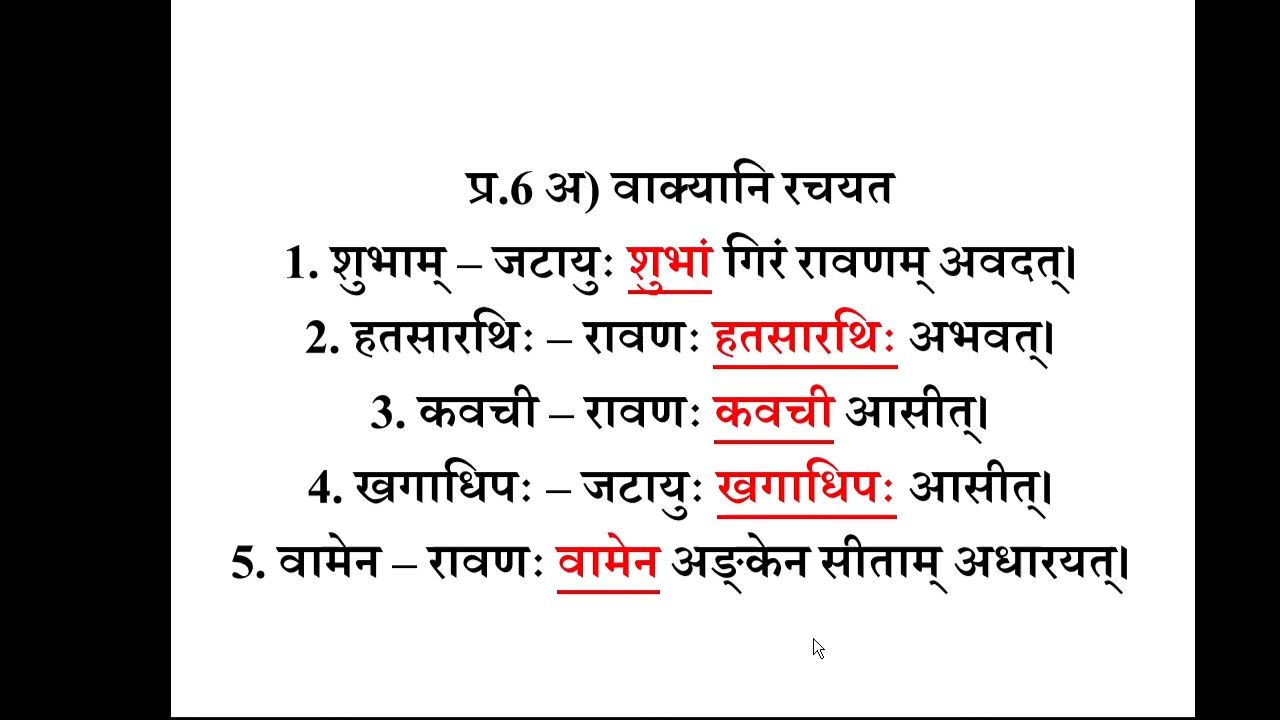 प्र.6 अ) वाक्यानि रचयत
1. शुभाम् – जटायुः शुभां गिरं रावणम् अवदत्।
2. हतसारथिः – रावणः हतसारथिः अभवत्।
3. कवची – रावणः कवची आसीत्।
4. खगाधिपः – जटायुः खगाधिपः आसीत्।
5. वामेन – रावणः वामेन अङ्केन सीताम् अधारयत्।